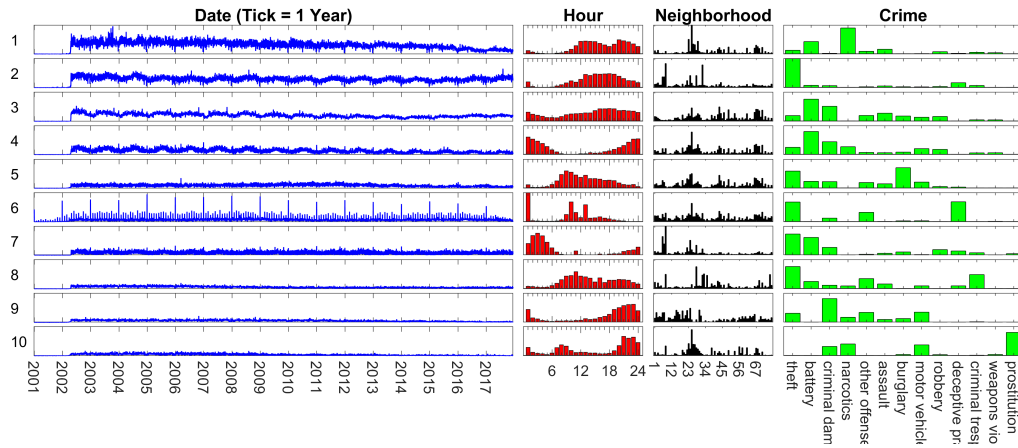 Date (Tick = 1 Year) Hour Neighborhood Crime
1
2
3
4
5
6
7
8
9
10
2001 2002 2003 2004 2005 2006 2007 2008 2009 2010 2011 2012 2013 2014 2015 2016 2017
6 12 18 24
1 12 23 34 45 56 67
theft
battery
criminal dam
narcotics
other offense
assault
burglary
motor vehicle
robbery
deceptive pra
criminal tresp
weapons vio
prostitution